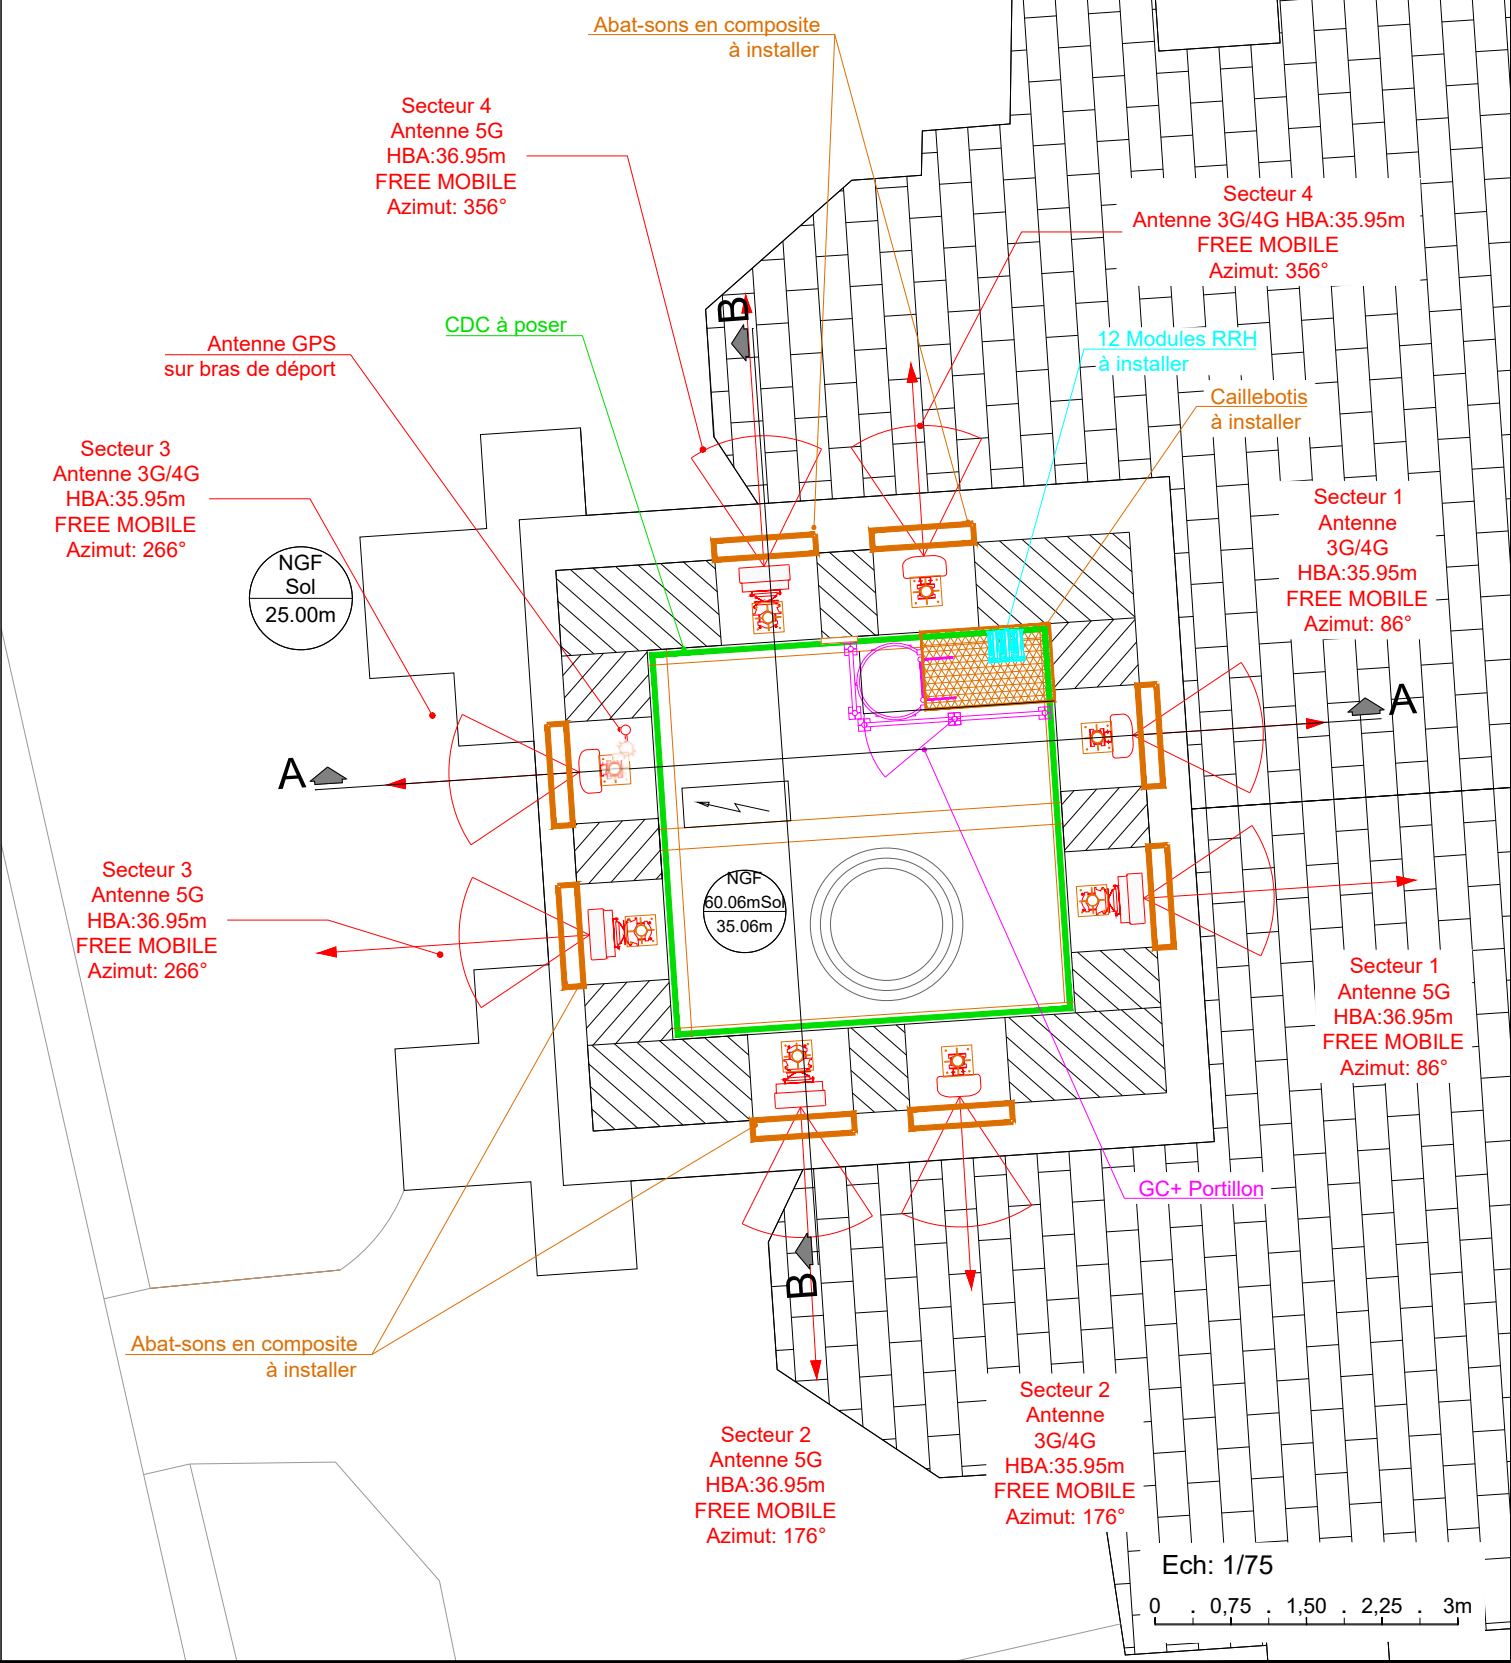 Abat-sons en composite
à installer
Secteur 4
Antenne 5G
HBA:36.95m
FREE MOBILE
Azimut: 356°
Secteur 4
Antenne 3G/4G HBA:35.95m
FREE MOBILE
Azimut: 356°
B
CDC à poser
Antenne GPS
sur bras de déport
12 Modules RRH
à installer
Caillebotis
à installer
Secteur 3
Antenne 3G/4G
HBA:35.95m
FREE MOBILE
Azimut: 266°
NGF
Sol
25.00m
Secteur 1
Antenne
3G/4G
HBA:35.95m
FREE MOBILE
Azimut: 86°
A
A
Secteur 3
Antenne 5G
HBA:36.95m
FREE MOBILE
Azimut: 266°
NGF
60.06mSol
35.06m
Secteur 1
Antenne 5G
HBA:36.95m
FREE MOBILE
Azimut: 86°
GC+ Portillon
B
Abat-sons en composite
à installer
Secteur 2
Antenne 5G
HBA:36.95m
FREE MOBILE
Azimut: 176°
Secteur 2
Antenne
3G/4G
HBA:35.95m
FREE MOBILE
Azimut: 176°
Ech: 1/75
0 . 0,75 . 1,50 . 2,25 . 3m